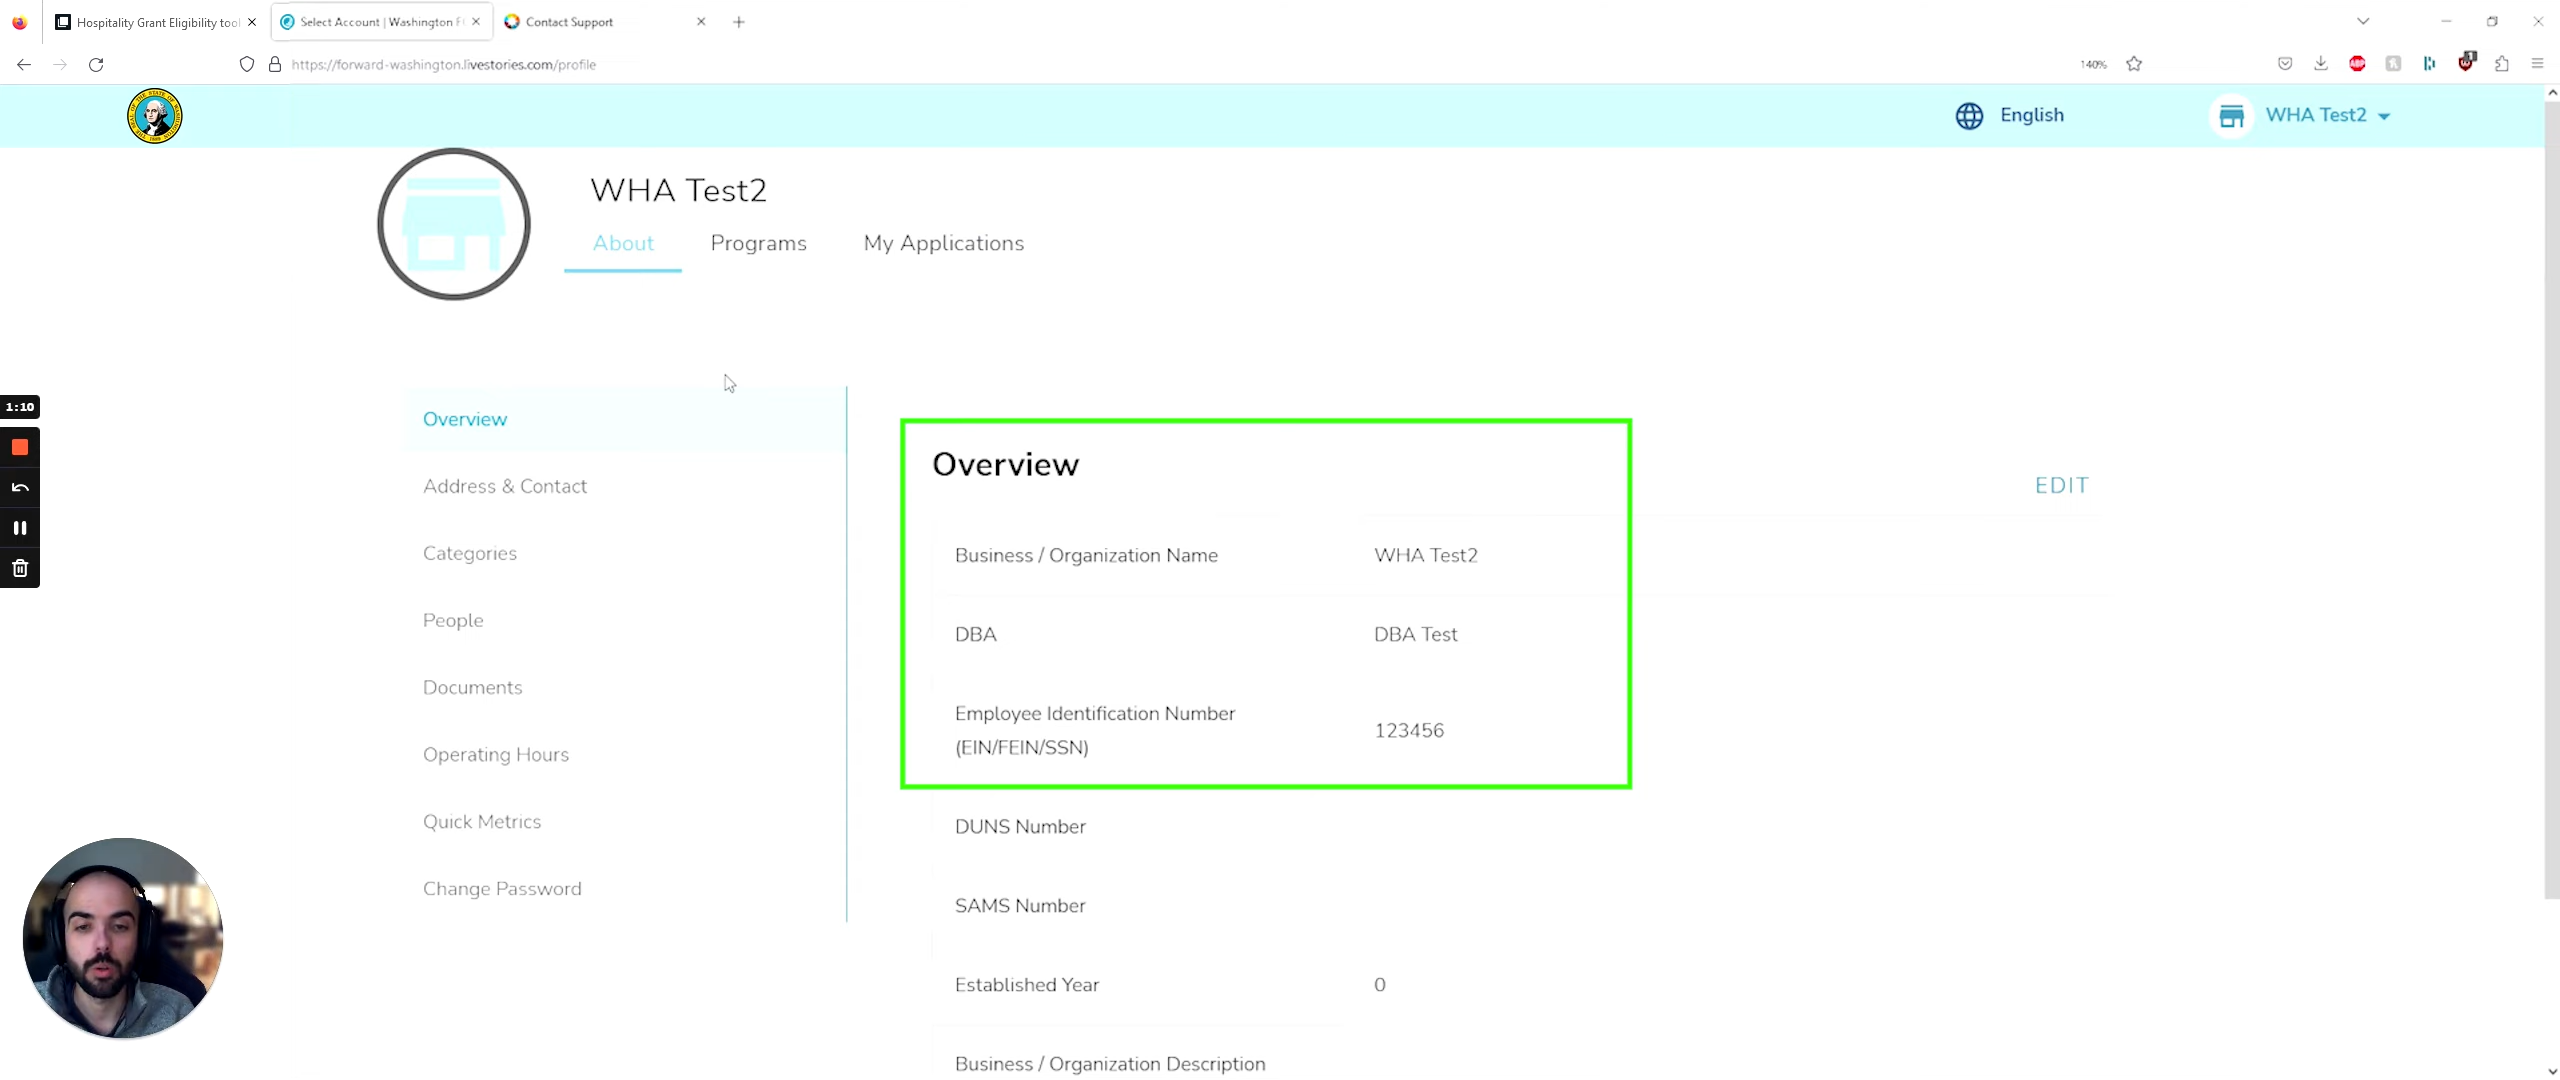 Hospitality Grant Eligibility tool
Select Account | Washington F
Contact Support
https://forward-washington.livestories.com/profile
140%
English
WHA Test2
WHA Test2
About
Programs
My Applications
1:10
Overview
Address & Contact
Categories
People
Documents
Operating Hours
Quick Metrics
Change Password
Overview
EDIT
Business / Organization Name
WHA Test2
DBA
DBA Test
Employee Identification Number
(EIN/FEIN/SSN)
123456
DUNS Number
SAMS Number
Established Year
0
Business / Organization Description